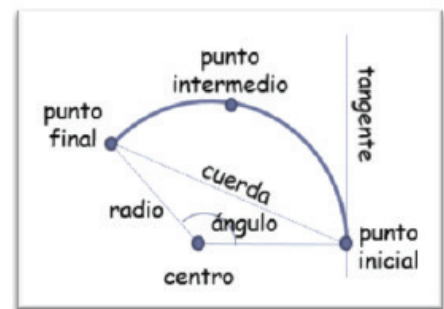 punto
intermedio
tangente
punto
final
cuerda
radio
ángulo
punto
inicial
centro